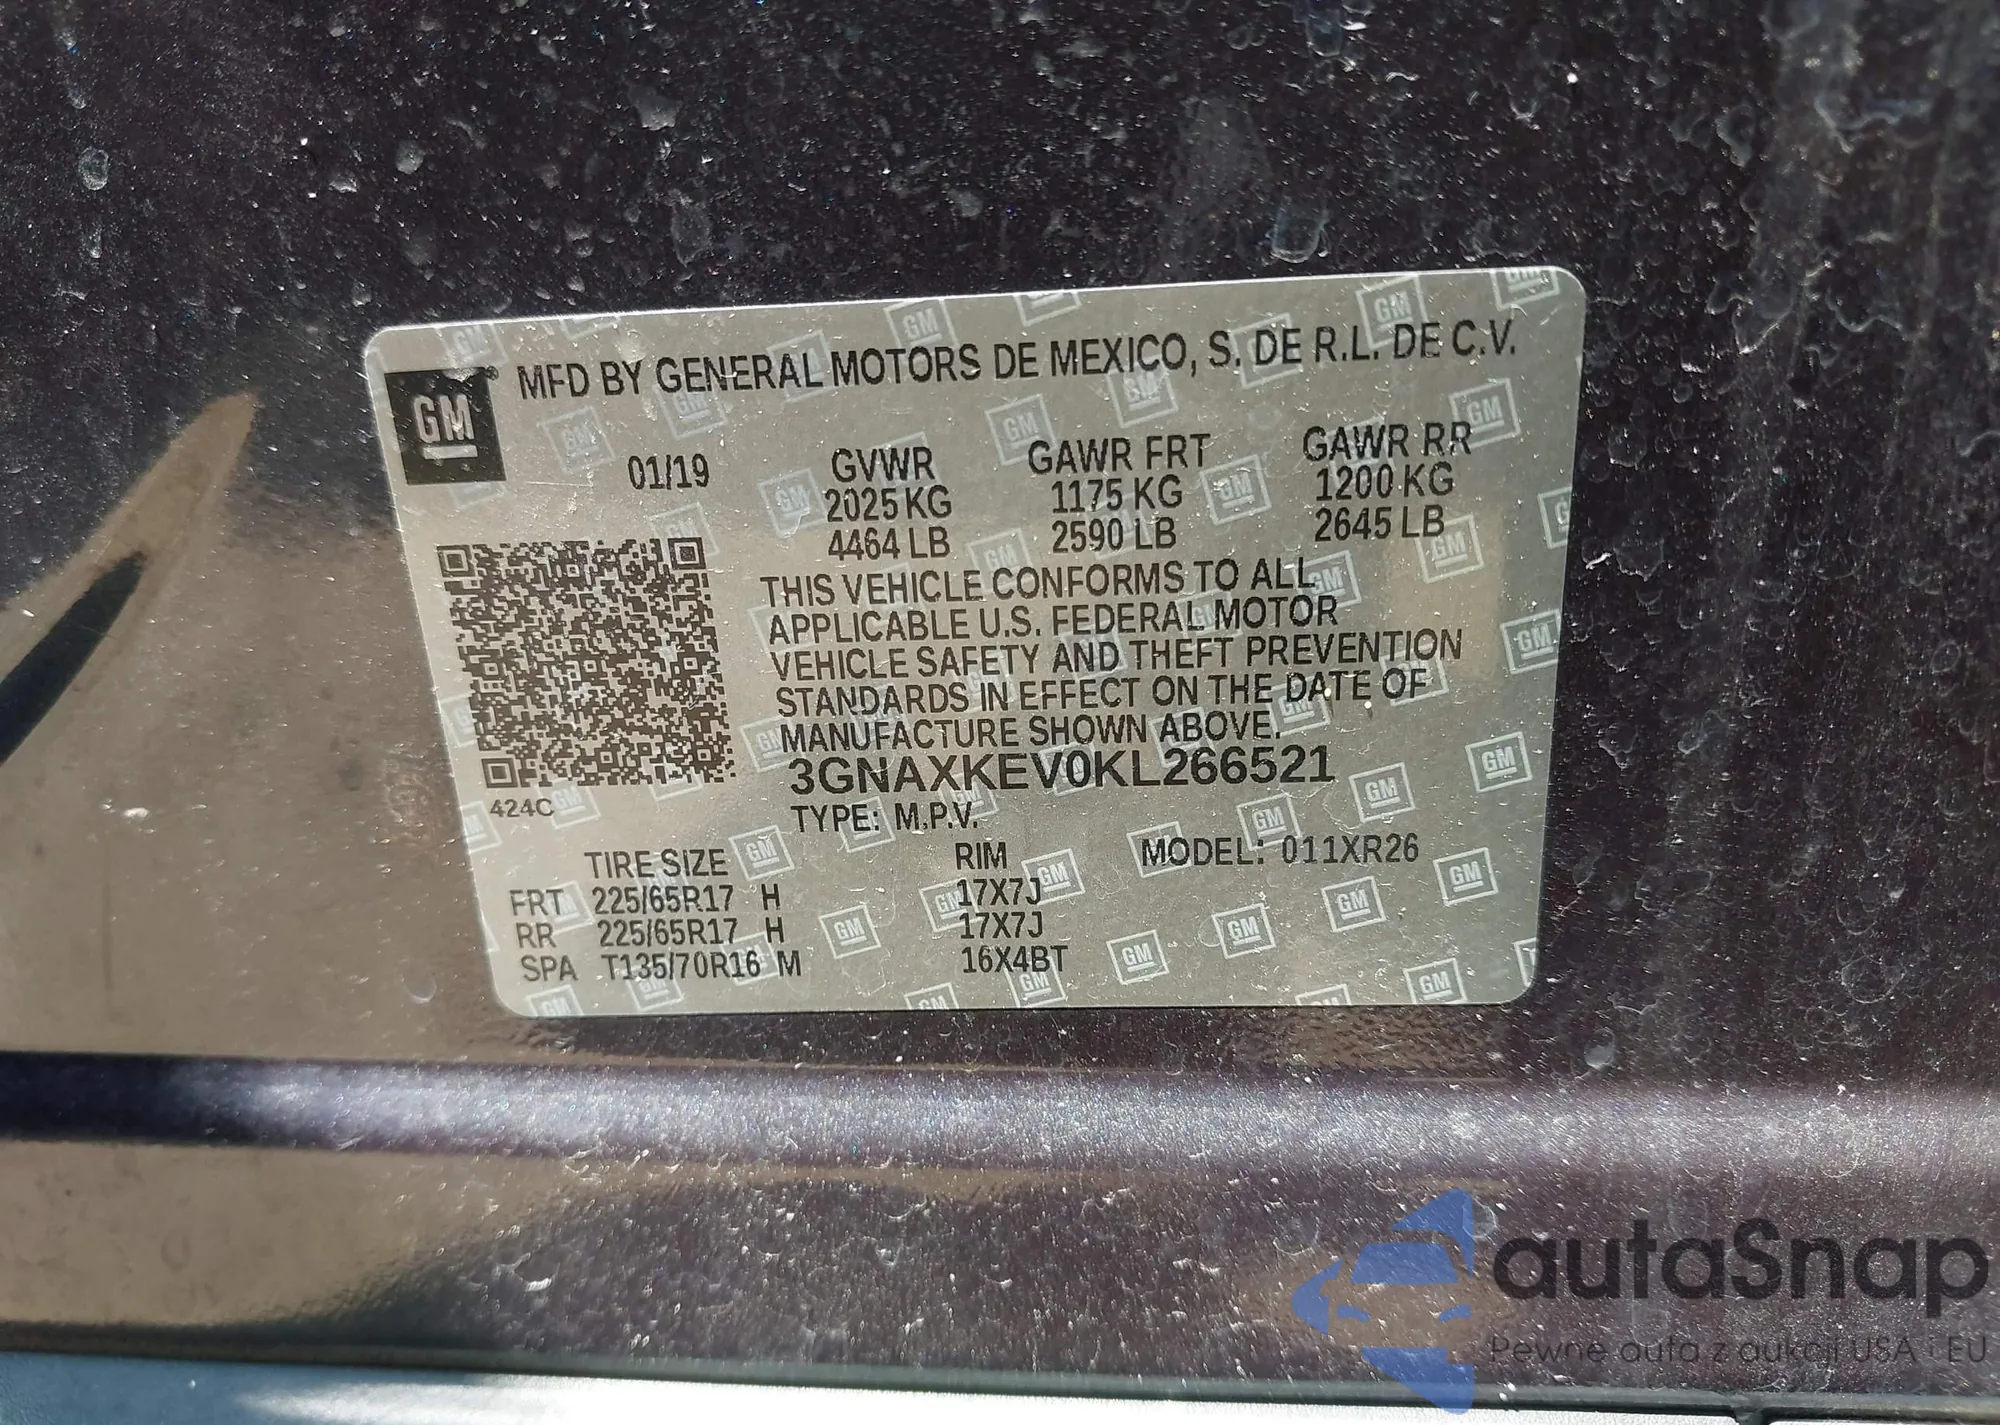 MFD BY GENERAL MOTORS DE MEXICO, S. DE R.L. DE C.V.
GM
01/19
GVWR GAWR FRT GAWR RR
2025 KG 1175 KG 1200 KG
4464 LB 2590 LB 2645 LB
THIS VEHICLE CONFORMS TO ALL
APPLICABLE U.S. FEDERAL MOTOR
VEHICLE SAFETY AND THEFT PREVENTION
STANDARDS IN EFFECT ON THE DATE OF
MANUFACTURE SHOWN ABOVE.
3GNAXKEV0KL266521
424C
TYPE: M.P.V.
TIRE SIZE RIM MODEL: 011XR26
FRT 225/65R17 H 17X7J
RR 225/65R17 H 17X7J
SPA T135/70R16 M 16X4BT
autaSnap
Pewne auta z aukcji USA i EU